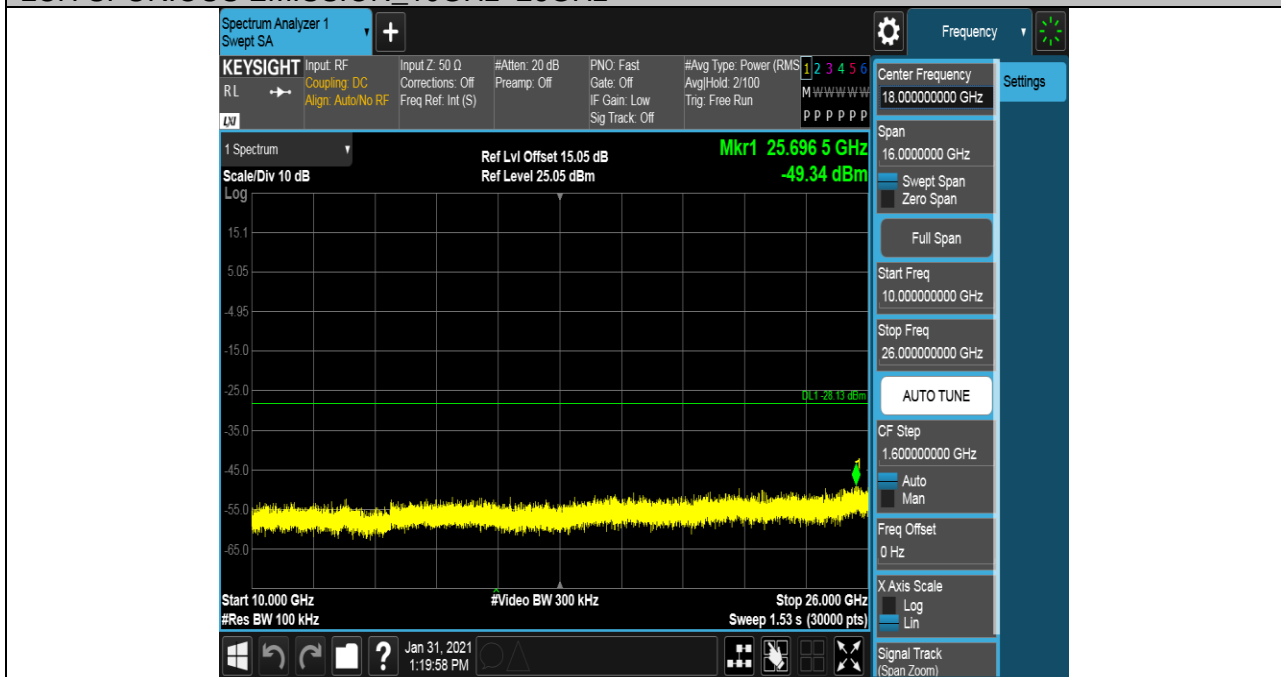 Spectrum Analyzer 1
Swept SA
+
Frequency
KEYSIGHT
RL
LXI
Input: RF
Coupling: DC
Align: Auto/No RF
Input Z: 50 Ω
Corrections: Off
Freq Ref: Int (S)
#Atten: 20 dB
Preamp: Off
PNO: Fast
Gate: Off
IF Gain: Low
Sig Track: Off
#Avg Type: Power (RMS
Avg|Hold: 2/100
Trig: Free Run
1 2 3 4 5 6
M W W W W W
P P P P P P
1 Spectrum
Scale/Div 10 dB
Ref Lvl Offset 15.05 dB
Ref Level 25.05 dBm
Mkr1 25.696 5 GHz
-49.34 dBm
Log
15.1
5.05
-4.95
-15.0
-25.0
DL1 -28.13 dBm
-35.0
-45.0
1
-55.0
-65.0
Start 10.000 GHz
#Video BW 300 kHz
Stop 26.000 GHz
#Res BW 100 kHz
Sweep 1.53 s (30000 pts)
?
Jan 31, 2021
1:19:58 PM
Center Frequency
18.000000000 GHz
Settings
Span
16.0000000 GHz
Swept Span
Zero Span
Full Span
Start Freq
10.000000000 GHz
Stop Freq
26.000000000 GHz
AUTO TUNE
CF Step
1.600000000 GHz
Auto
Man
Freq Offset
0 Hz
X Axis Scale
Log
Lin
Signal Track
(Span Zoom)